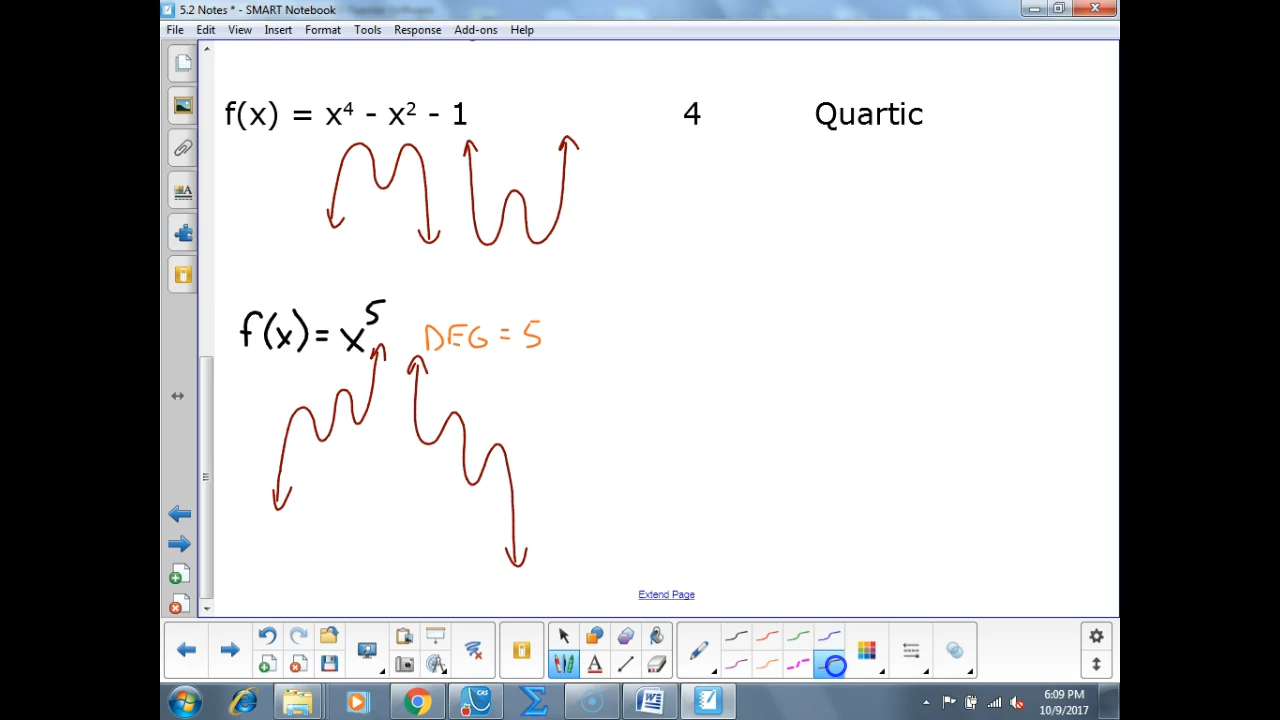 5.2 Notes * - SMART Notebook
File Edit View Insert Format Tools Response Add-ons Help
f(x) = x⁴ - x² - 1 4 Quartic
f(x) = x⁵ DEG = 5
Extend Page
6:09 PM
10/9/2017